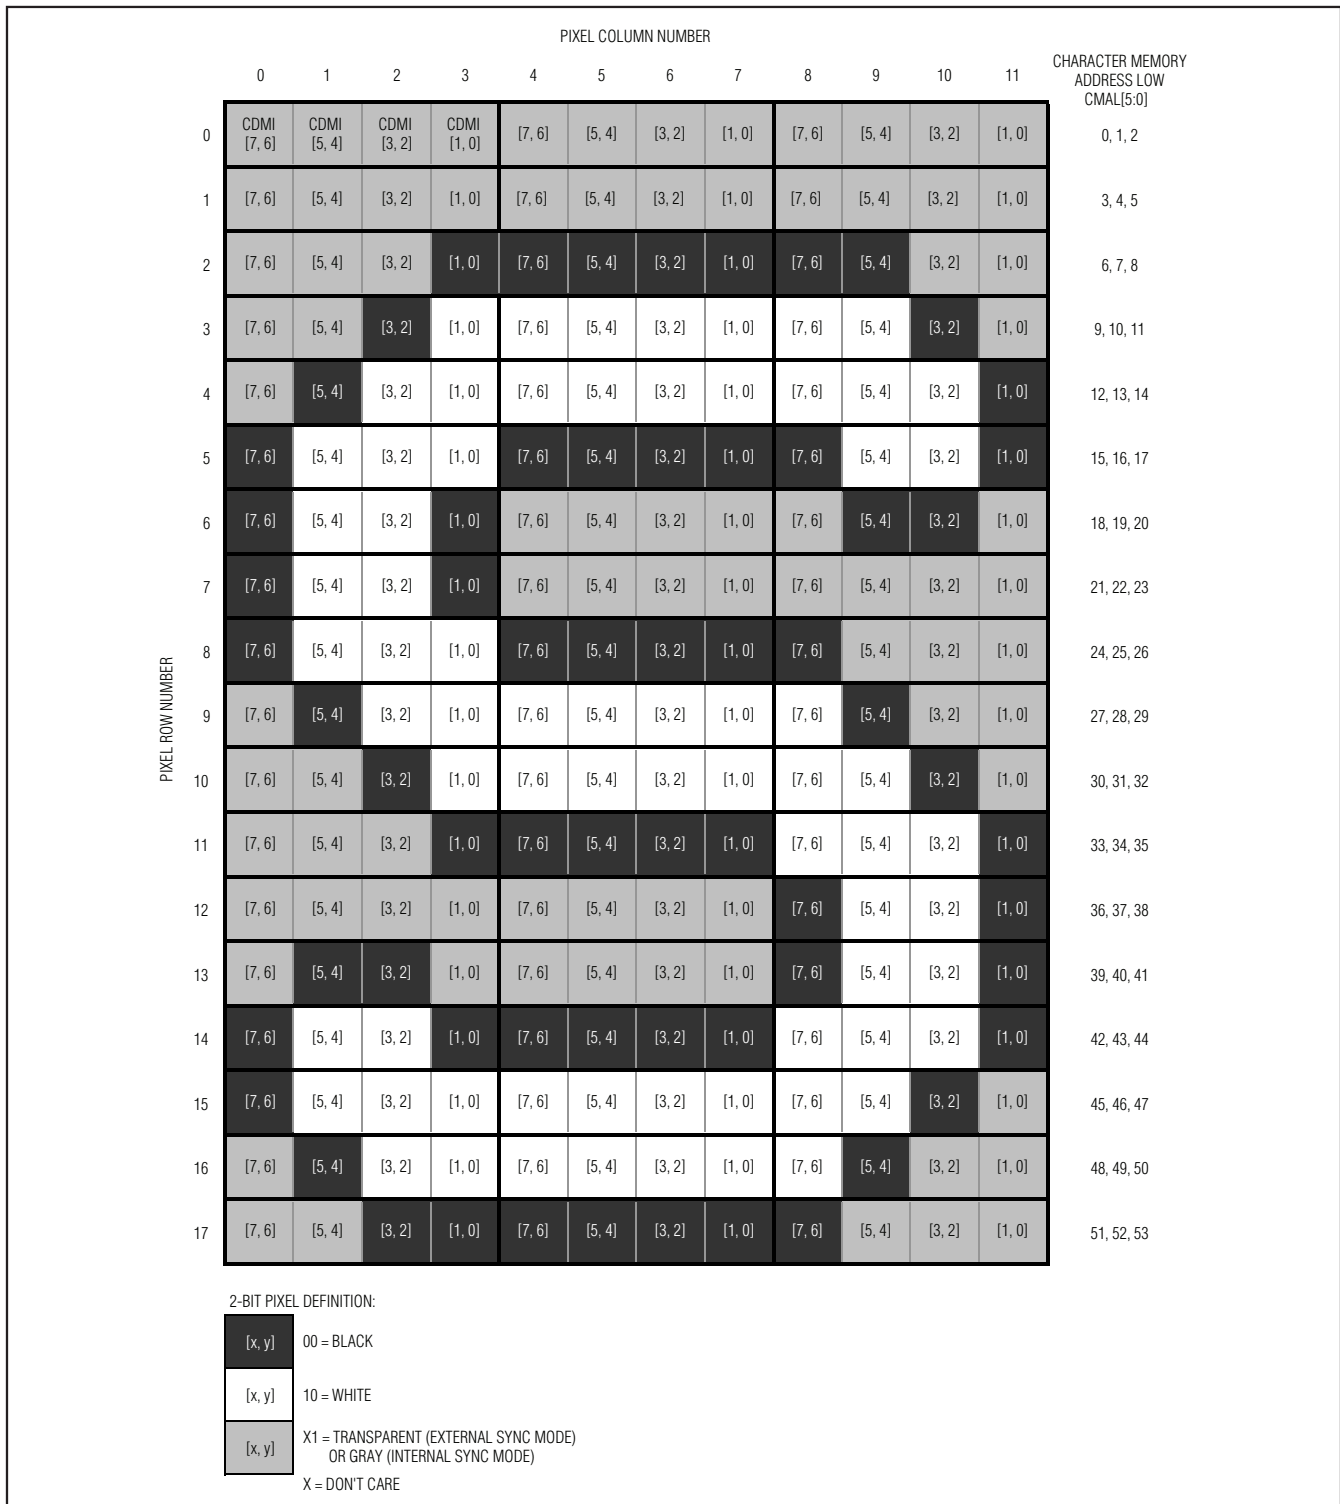 PIXEL COLUMN NUMBER
0 1 2 3 4 5 6 7 8 9 10 11
CHARACTER MEMORY
ADDRESS LOW
CMAL[5:0]
0 CDMI [7, 6] CDMI [5, 4] CDMI [3, 2] CDMI [1, 0] [7, 6] [5, 4] [3, 2] [1, 0] [7, 6] [5, 4] [3, 2] [1, 0] 0, 1, 2
1 [7, 6] [5, 4] [3, 2] [1, 0] [7, 6] [5, 4] [3, 2] [1, 0] [7, 6] [5, 4] [3, 2] [1, 0] 3, 4, 5
2 [7, 6] [5, 4] [3, 2] [1, 0] [7, 6] [5, 4] [3, 2] [1, 0] [7, 6] [5, 4] [3, 2] [1, 0] 6, 7, 8
3 [7, 6] [5, 4] [3, 2] [1, 0] [7, 6] [5, 4] [3, 2] [1, 0] [7, 6] [5, 4] [3, 2] [1, 0] 9, 10, 11
4 [7, 6] [5, 4] [3, 2] [1, 0] [7, 6] [5, 4] [3, 2] [1, 0] [7, 6] [5, 4] [3, 2] [1, 0] 12, 13, 14
5 [7, 6] [5, 4] [3, 2] [1, 0] [7, 6] [5, 4] [3, 2] [1, 0] [7, 6] [5, 4] [3, 2] [1, 0] 15, 16, 17
6 [7, 6] [5, 4] [3, 2] [1, 0] [7, 6] [5, 4] [3, 2] [1, 0] [7, 6] [5, 4] [3, 2] [1, 0] 18, 19, 20
7 [7, 6] [5, 4] [3, 2] [1, 0] [7, 6] [5, 4] [3, 2] [1, 0] [7, 6] [5, 4] [3, 2] [1, 0] 21, 22, 23
8 [7, 6] [5, 4] [3, 2] [1, 0] [7, 6] [5, 4] [3, 2] [1, 0] [7, 6] [5, 4] [3, 2] [1, 0] 24, 25, 26
PIXEL ROW NUMBER
9 [7, 6] [5, 4] [3, 2] [1, 0] [7, 6] [5, 4] [3, 2] [1, 0] [7, 6] [5, 4] [3, 2] [1, 0] 27, 28, 29
10 [7, 6] [5, 4] [3, 2] [1, 0] [7, 6] [5, 4] [3, 2] [1, 0] [7, 6] [5, 4] [3, 2] [1, 0] 30, 31, 32
11 [7, 6] [5, 4] [3, 2] [1, 0] [7, 6] [5, 4] [3, 2] [1, 0] [7, 6] [5, 4] [3, 2] [1, 0] 33, 34, 35
12 [7, 6] [5, 4] [3, 2] [1, 0] [7, 6] [5, 4] [3, 2] [1, 0] [7, 6] [5, 4] [3, 2] [1, 0] 36, 37, 38
13 [7, 6] [5, 4] [3, 2] [1, 0] [7, 6] [5, 4] [3, 2] [1, 0] [7, 6] [5, 4] [3, 2] [1, 0] 39, 40, 41
14 [7, 6] [5, 4] [3, 2] [1, 0] [7, 6] [5, 4] [3, 2] [1, 0] [7, 6] [5, 4] [3, 2] [1, 0] 42, 43, 44
15 [7, 6] [5, 4] [3, 2] [1, 0] [7, 6] [5, 4] [3, 2] [1, 0] [7, 6] [5, 4] [3, 2] [1, 0] 45, 46, 47
16 [7, 6] [5, 4] [3, 2] [1, 0] [7, 6] [5, 4] [3, 2] [1, 0] [7, 6] [5, 4] [3, 2] [1, 0] 48, 49, 50
17 [7, 6] [5, 4] [3, 2] [1, 0] [7, 6] [5, 4] [3, 2] [1, 0] [7, 6] [5, 4] [3, 2] [1, 0] 51, 52, 53
2-BIT PIXEL DEFINITION:
[x, y] 00 = BLACK
[x, y] 10 = WHITE
[x, y] X1 = TRANSPARENT (EXTERNAL SYNC MODE)
OR GRAY (INTERNAL SYNC MODE)
X = DON'T CARE